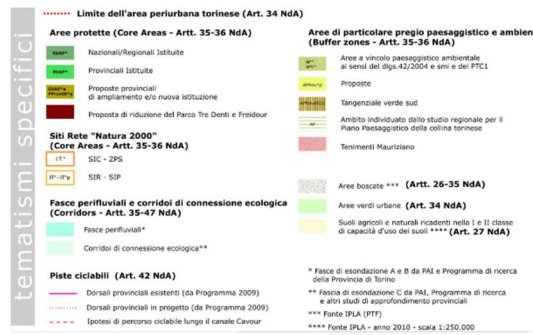 tematismi specifici
Limite dell'area periurbana torinese (Art. 34 NdA)
Aree protette (Core Areas - Artt. 35-36 NdA)
Nazionali/Regionali Istituite
Provinciali Istituite
Proposte provinciali
di ampliamento e/o nuova istituzione
Proposta di riduzione del Parco Tre Denti e Freidour
Siti Rete "Natura 2000"
(Core Areas - Artt. 35-36 NdA)
SIC - ZPS
SIR - SIP
Fasce perifluviali e corridoi di connessione ecologica
(Corridors - Artt. 35-47 NdA)
Fasce perifluviali*
Corridoi di connessione ecologica**
Piste ciclabili (Art. 42 NdA)
Dorsali provinciali esistenti (da Programma 2009)
Dorsali provinciali in progetto (da Programma 2009)
Ipotesi di percorso ciclabile lungo il canale Cavour
Aree di particolare pregio paesaggistico e ambien
(Buffer zones - Artt. 35-36 NdA)
Aree a vincolo paesaggistico ambientale
ai sensi del dlgs.42/2004 e smi e del PTC1
Proposte
Tangenziale verde sud
Ambito individuato dallo studio regionale per il
Piano Paesaggistico della collina torinese
Tenimenti Mauriziano
Aree boscate *** (Artt. 26-35 NdA)
Aree verdi urbane (Art. 34 NdA)
Suoli agricoli e naturali ricadenti nella I e II classe
di capacità d'uso dei suoli **** (Art. 27 NdA)
* Fasce di esondazione A e B da PAI e Programma di ricerca
della Provincia di Torino
** Fascia di esondazione C da PAI, Programma di ricerca
e altri studi di approfondimento provinciali
*** Fonte IPLA (PTF)
**** Fonte IPLA - anno 2010 - scala 1:250.000